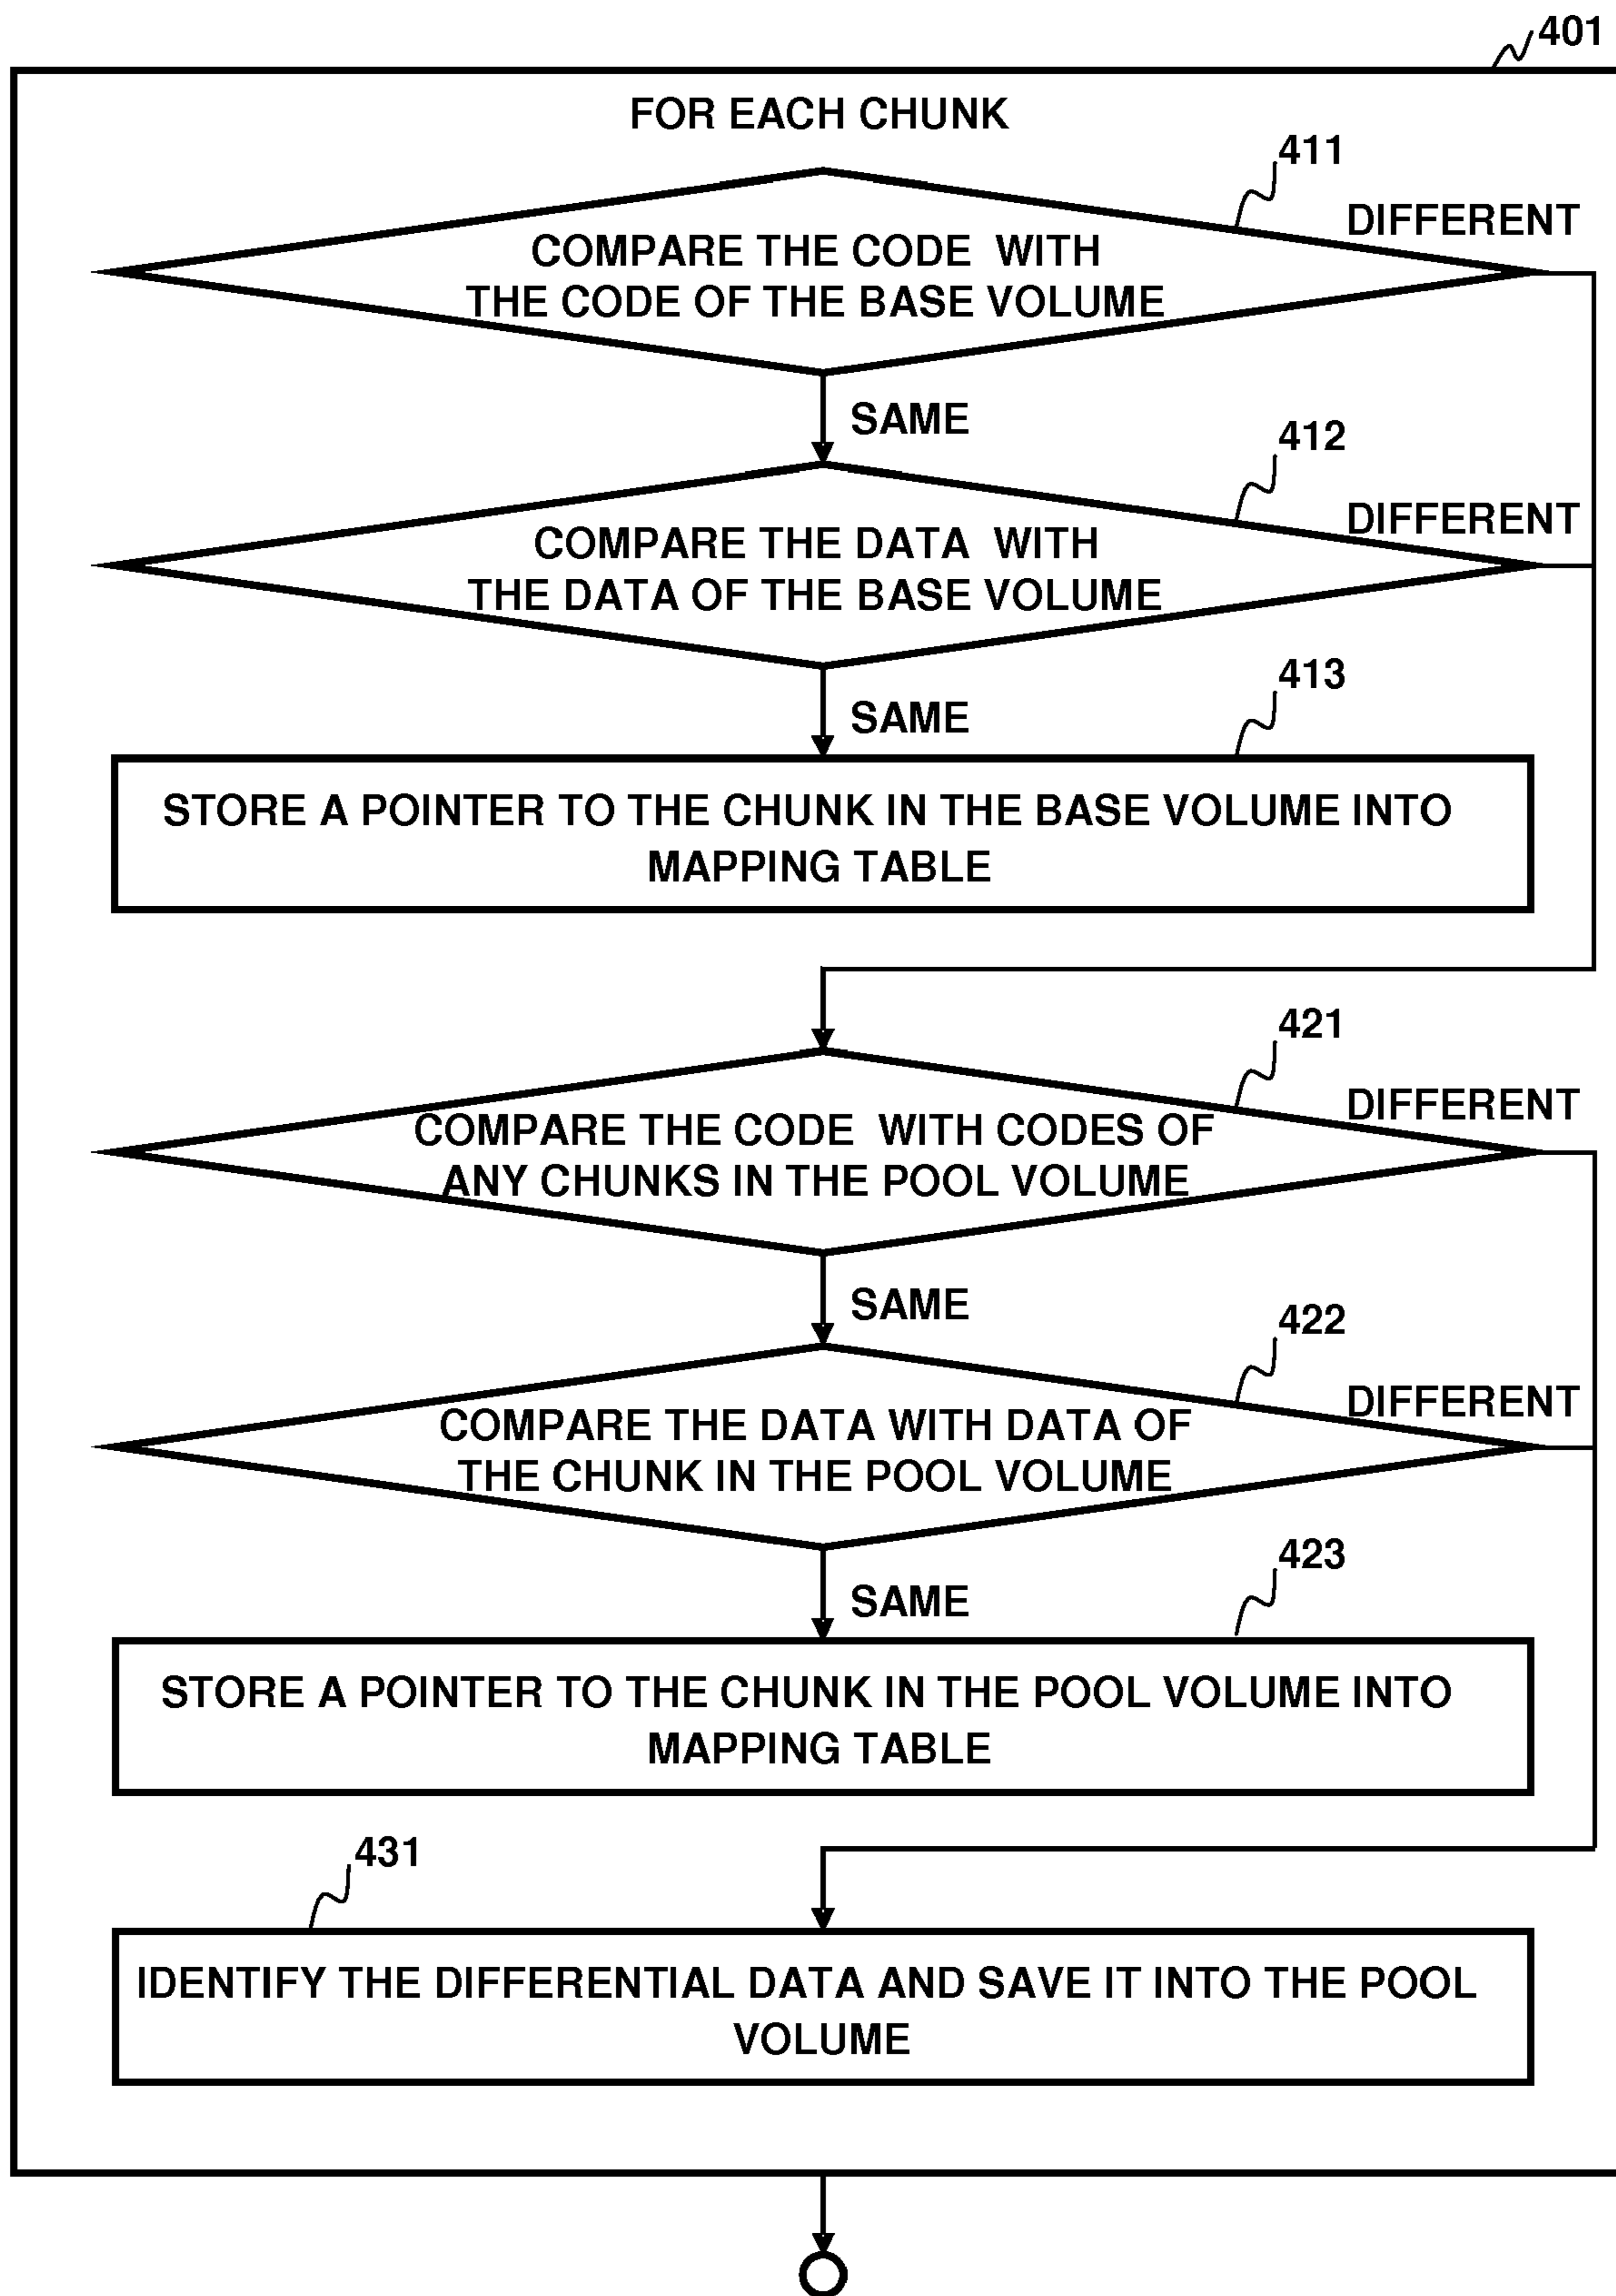 401
FOR EACH CHUNK
411
DIFFERENT
COMPARE THE CODE WITH
THE CODE OF THE BASE VOLUME
SAME
412
DIFFERENT
COMPARE THE DATA WITH
THE DATA OF THE BASE VOLUME
SAME
413
STORE A POINTER TO THE CHUNK IN THE BASE VOLUME INTO
MAPPING TABLE
421
DIFFERENT
COMPARE THE CODE WITH CODES OF
ANY CHUNKS IN THE POOL VOLUME
SAME
422
DIFFERENT
COMPARE THE DATA WITH DATA OF
THE CHUNK IN THE POOL VOLUME
SAME
423
STORE A POINTER TO THE CHUNK IN THE POOL VOLUME INTO
MAPPING TABLE
431
IDENTIFY THE DIFFERENTIAL DATA AND SAVE IT INTO THE POOL
VOLUME